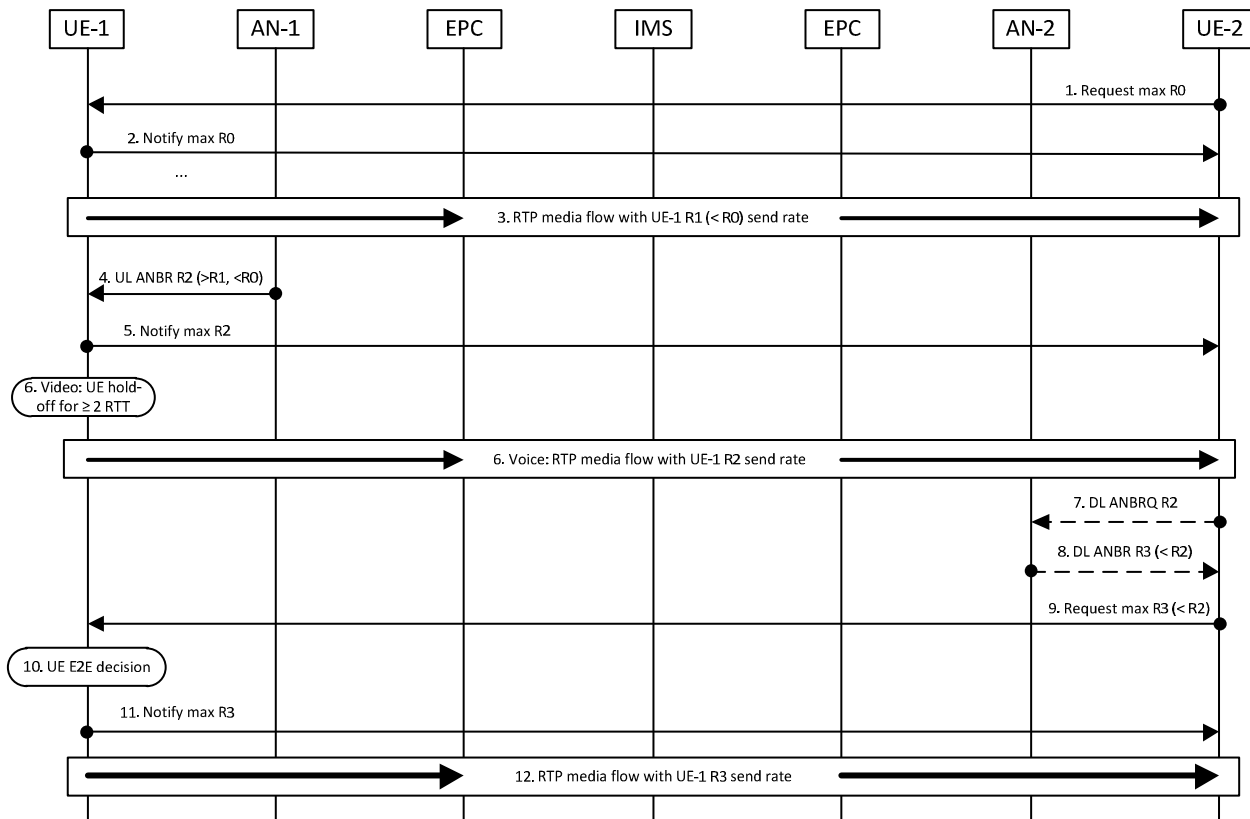 UE-1
AN-1
EPC
IMS
EPC
AN-2
UE-2
1. Request max R0
2. Notify max R0
...
3. RTP media flow with UE-1 R1 (< R0) send rate
4. UL ANBR R2 (>R1, <R0)
5. Notify max R2
6. Video: UE hold-
off for ≥ 2 RTT
6. Voice: RTP media flow with UE-1 R2 send rate
7. DL ANBRQ R2
8. DL ANBR R3 (< R2)
9. Request max R3 (< R2)
10. UE E2E decision
11. Notify max R3
12. RTP media flow with UE-1 R3 send rate